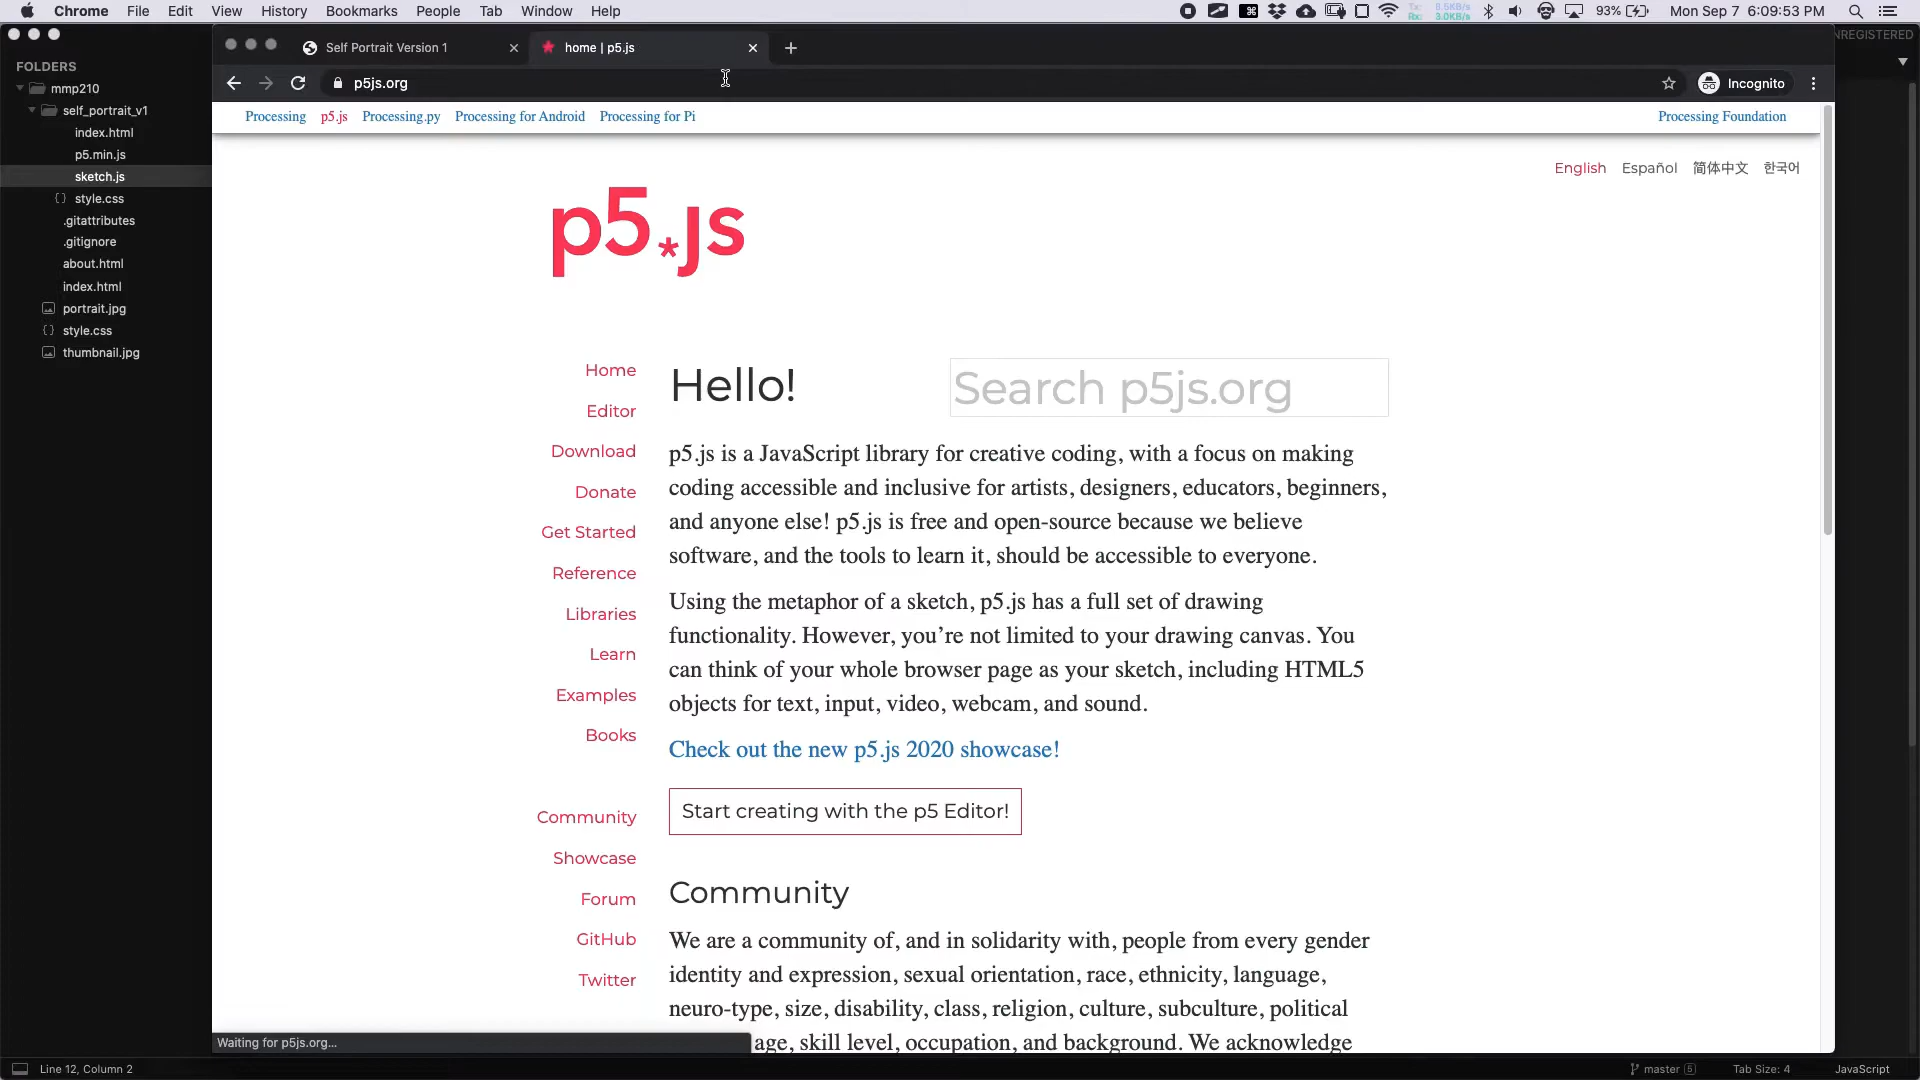 Chrome File Edit View History Bookmarks People Tab Window Help
93% Mon Sep 7 6:09:53 PM
FOLDERS
mmp210
self_portrait_v1
index.html
p5.min.js
sketch.js
{} style.css
.gitattributes
.gitignore
about.html
index.html
portrait.jpg
{} style.css
thumbnail.jpg
Self Portrait Version 1
home | p5.js
NREGISTERED
p5js.org
Incognito
Processing p5.js Processing.py Processing for Android Processing for Pi
Processing Foundation
English Español 简体中文 한국어
p5*js
Home
Editor
Download
Donate
Get Started
Reference
Libraries
Learn
Examples
Books
Community
Showcase
Forum
GitHub
Twitter
Hello!
Search p5js.org
p5.js is a JavaScript library for creative coding, with a focus on making
coding accessible and inclusive for artists, designers, educators, beginners,
and anyone else! p5.js is free and open-source because we believe
software, and the tools to learn it, should be accessible to everyone.
Using the metaphor of a sketch, p5.js has a full set of drawing
functionality. However, you’re not limited to your drawing canvas. You
can think of your whole browser page as your sketch, including HTML5
objects for text, input, video, webcam, and sound.
Check out the new p5.js 2020 showcase!
Start creating with the p5 Editor!
Community
We are a community of, and in solidarity with, people from every gender
identity and expression, sexual orientation, race, ethnicity, language,
neuro-type, size, disability, class, religion, culture, subculture, political
age, skill level, occupation, and background. We acknowledge
Waiting for p5js.org...
Line 12, Column 2
master 5
Tab Size: 4
JavaScript